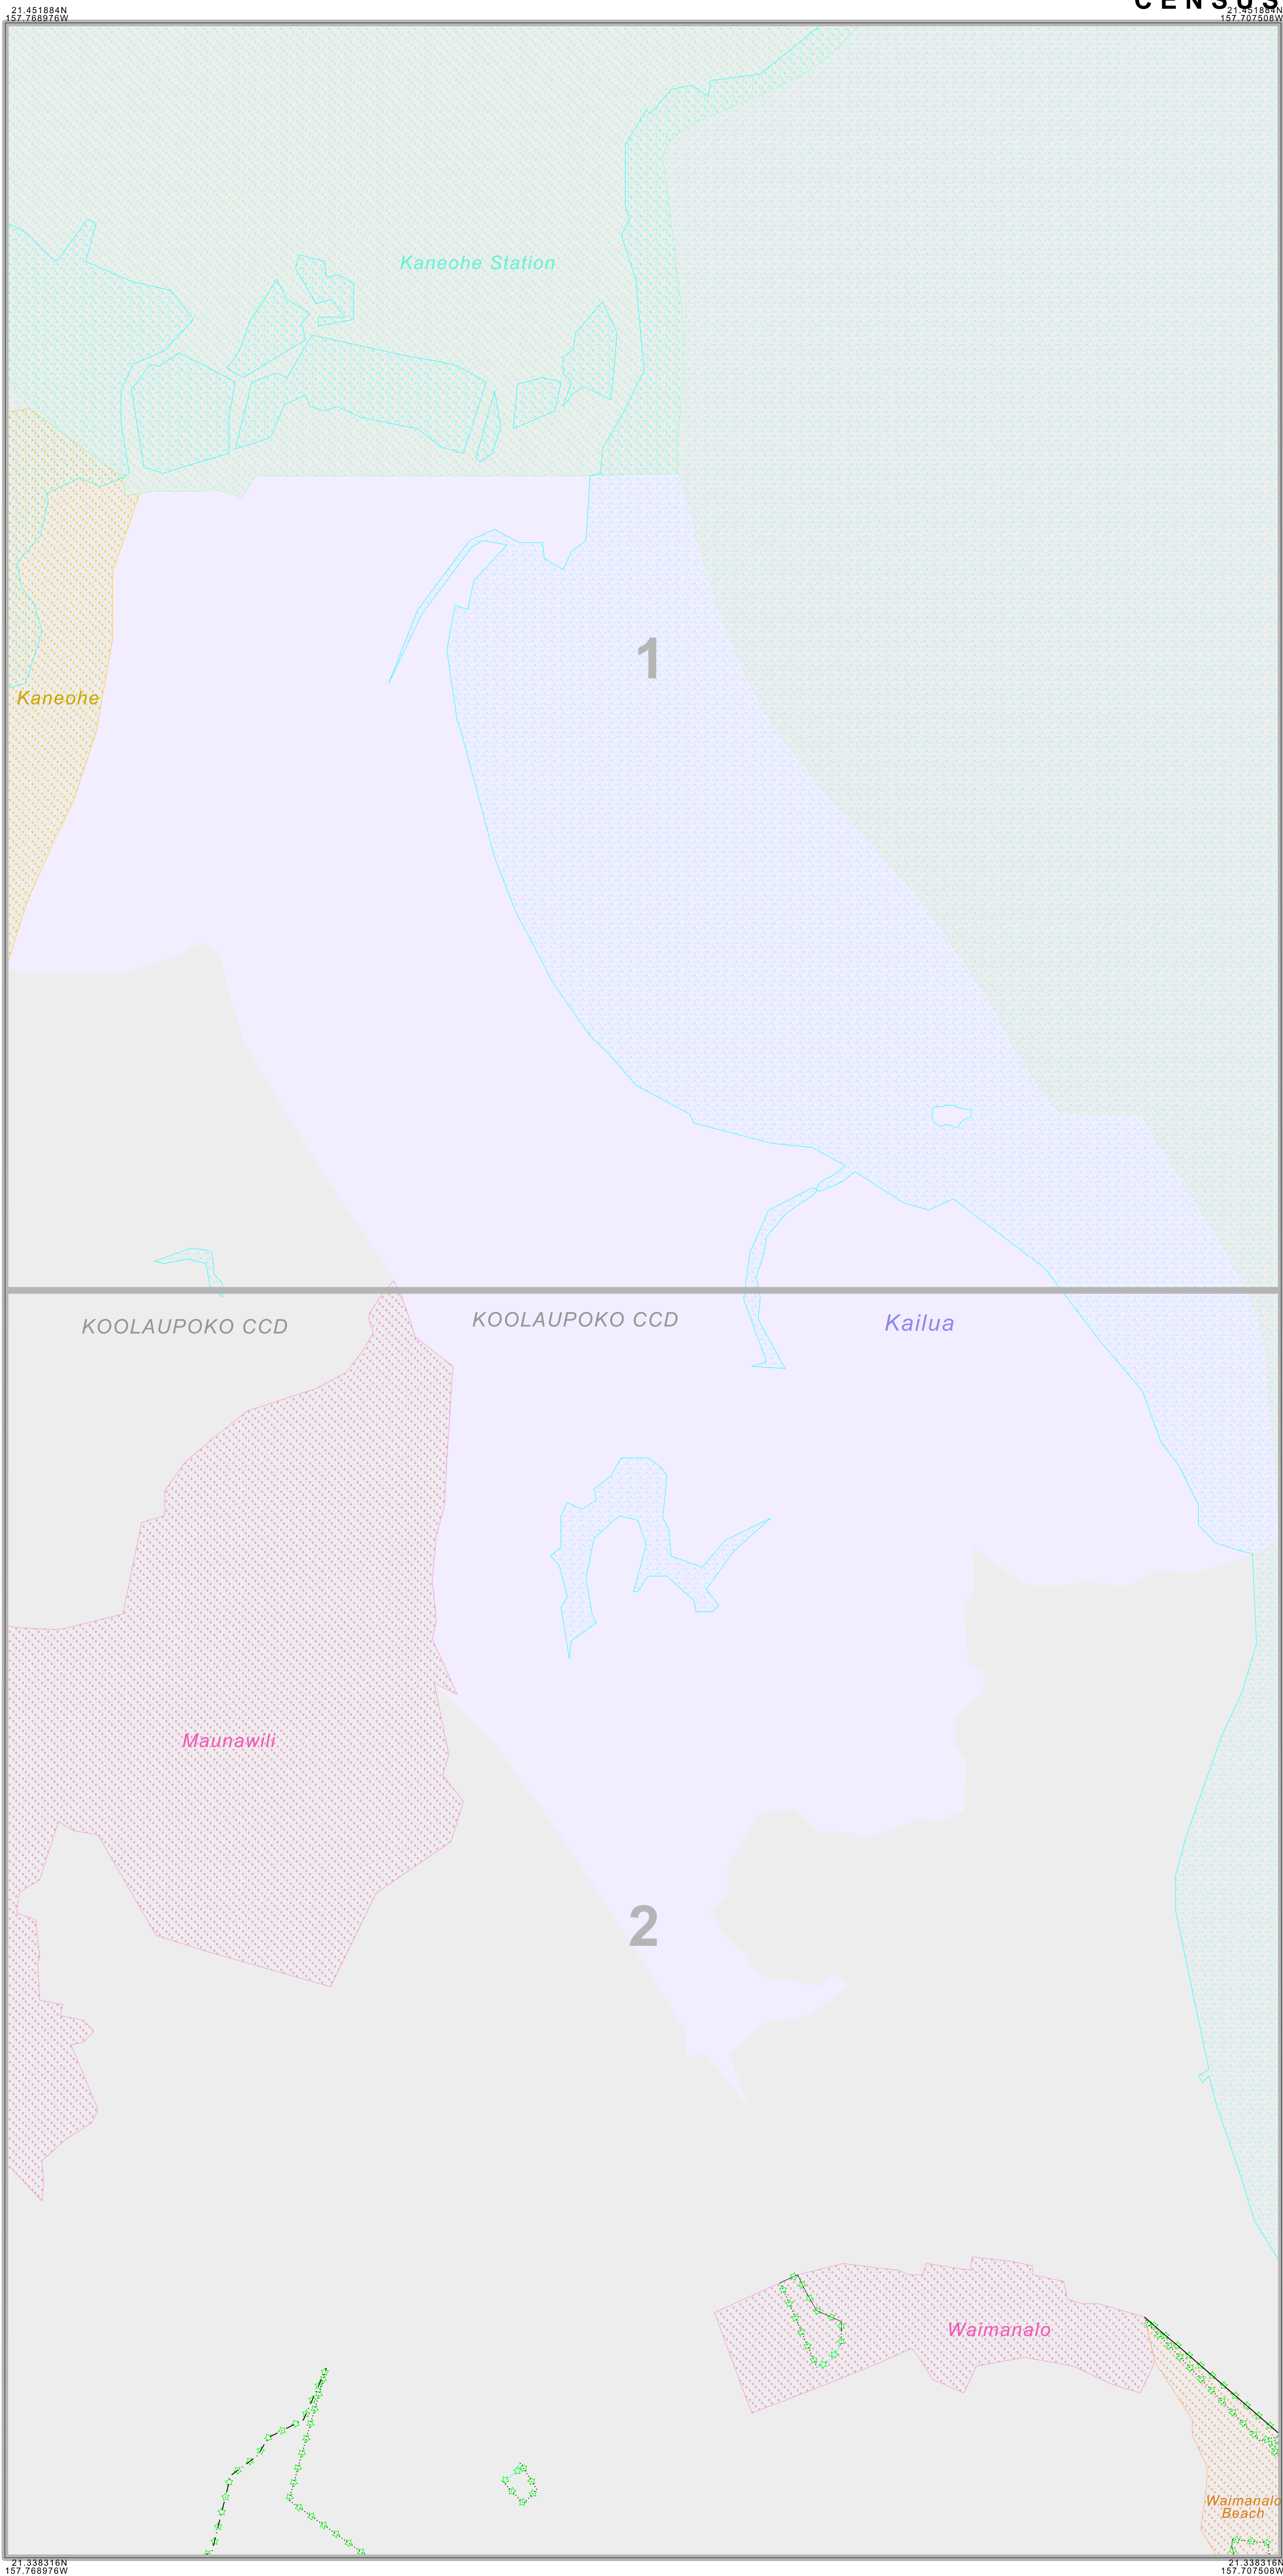 CENSUS
21.451884N
157.768976W
21.451884N
157.707508W
Kaneohe Station
1
Kaneohe
KOOLAUPOKO CCD
KOOLAUPOKO CCD
Kailua
Maunawili
2
Waimanalo
Waimanalo
Beach
21.338316N
157.768976W
21.338316N
157.707508W